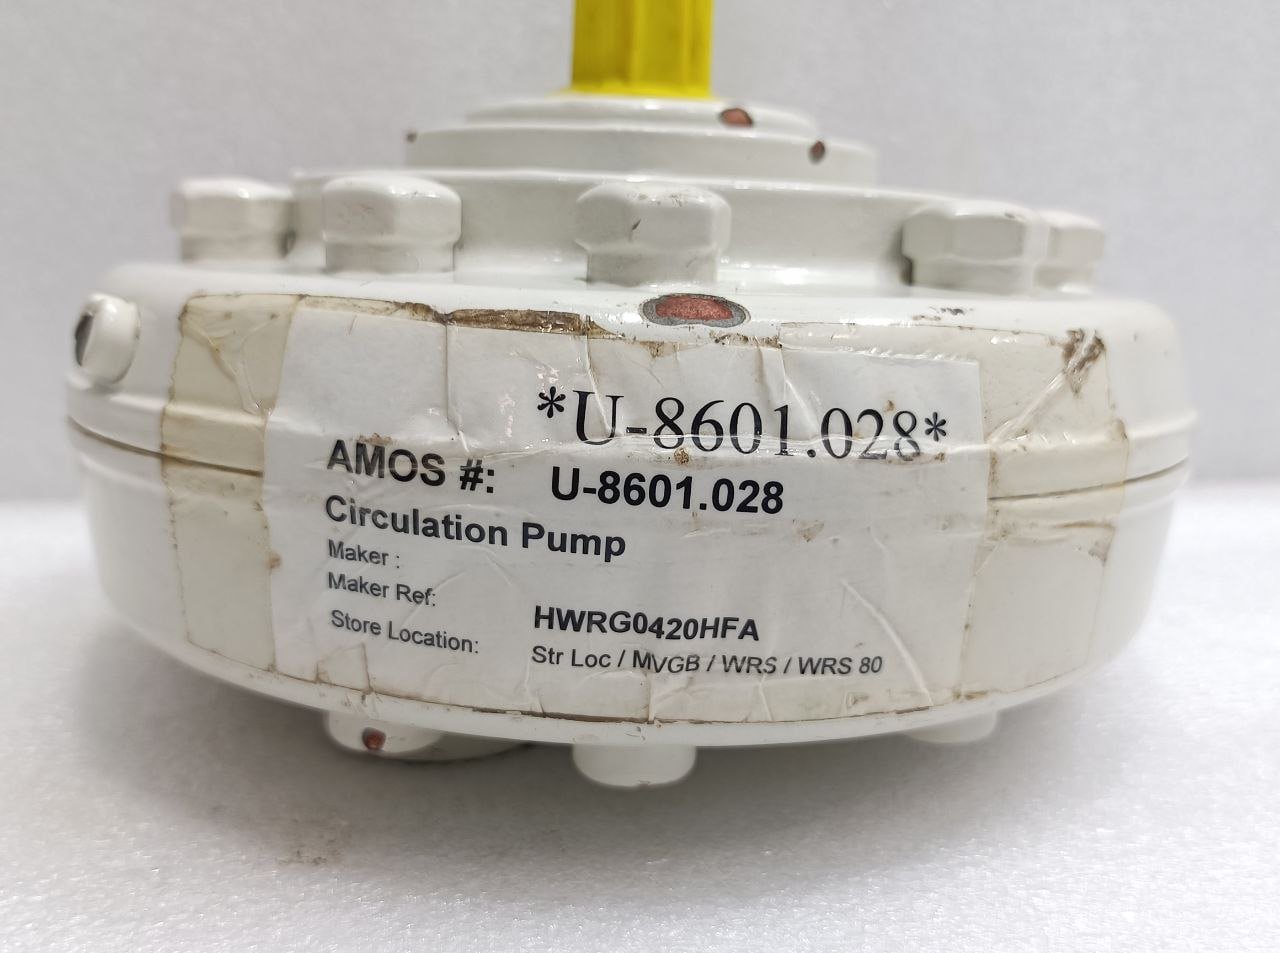 *U-8601.028*
AMOS #: U-8601.028
Circulation Pump
Maker :
Maker Ref: HWRG0420HFA
Store Location: Str Loc / MVGB / WRS / WRS 80